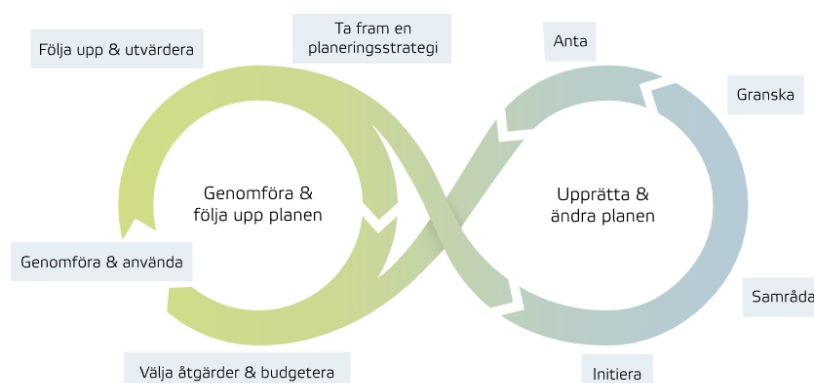 Ta fram en
planeringsstrategi
Följa upp & utvärdera
Anta
Granska
Genomföra &
följa upp planen
Upprätta &
ändra planen
Genomföra & använda
Samråda
Välja åtgärder & budgetera
Initiera